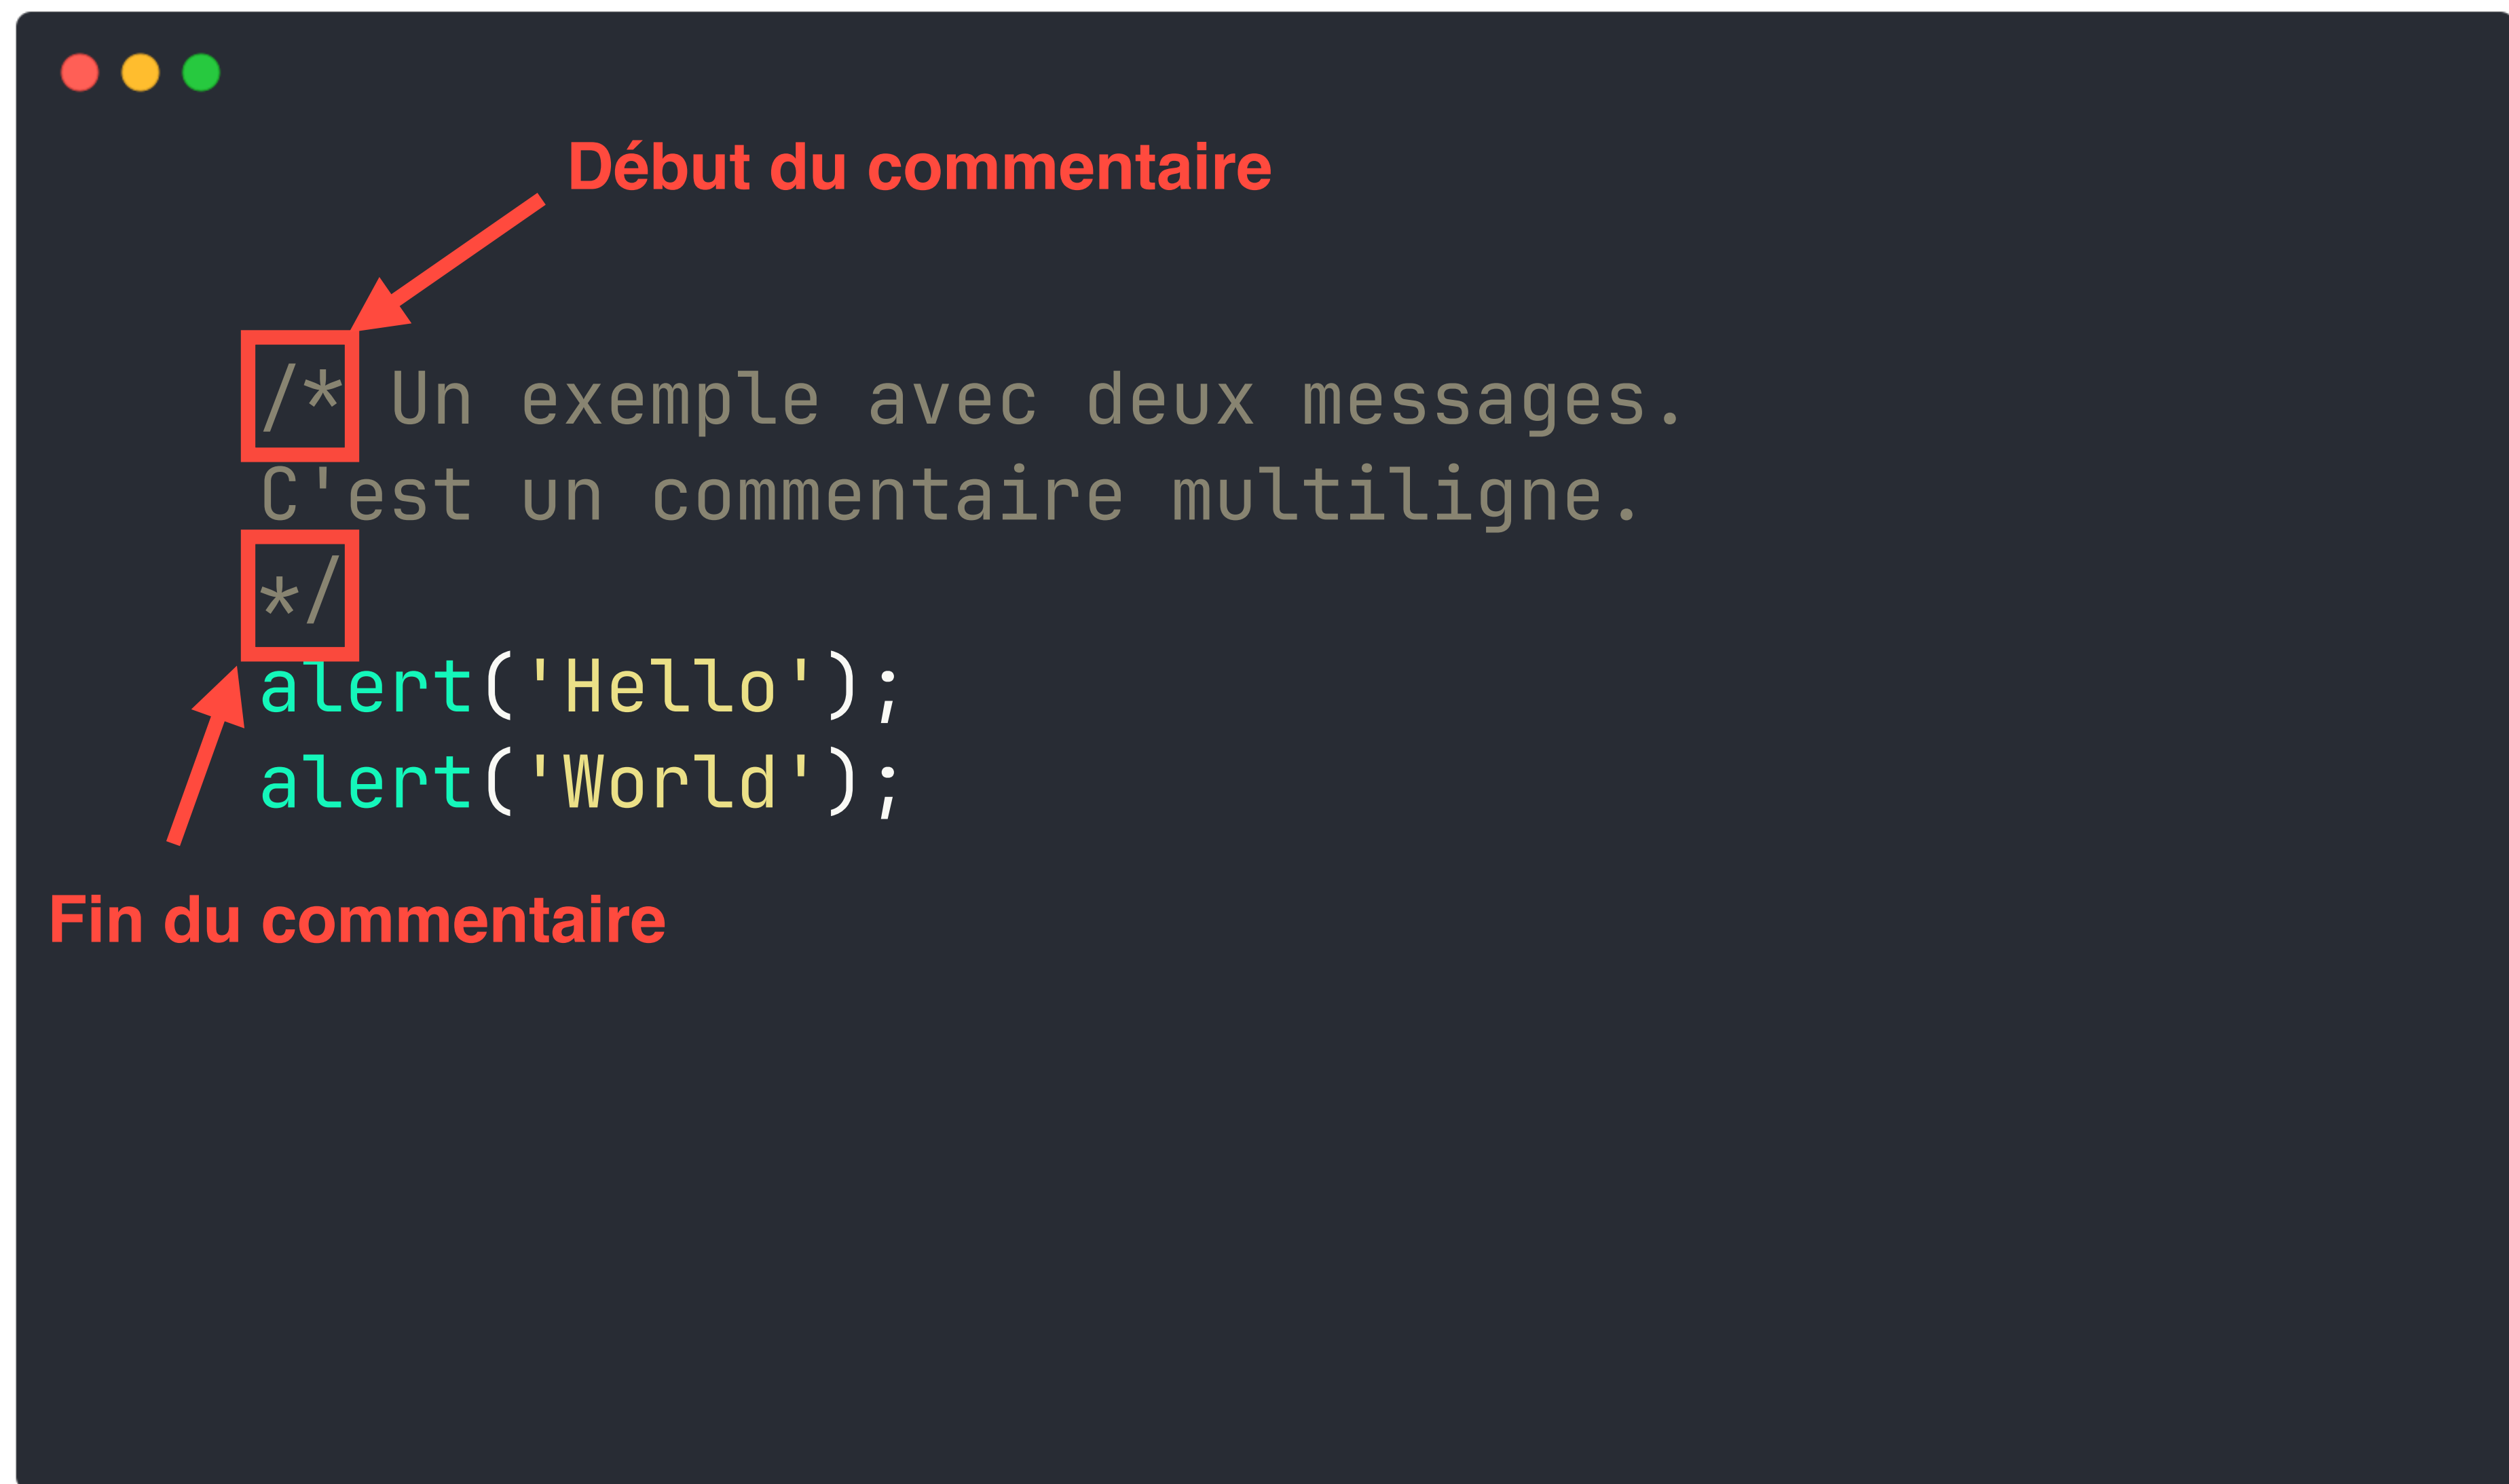 Début du commentaire
/* Un exemple avec deux messages.
C'est un commentaire multiligne.
*/
alert('Hello');
alert('World');
Fin du commentaire